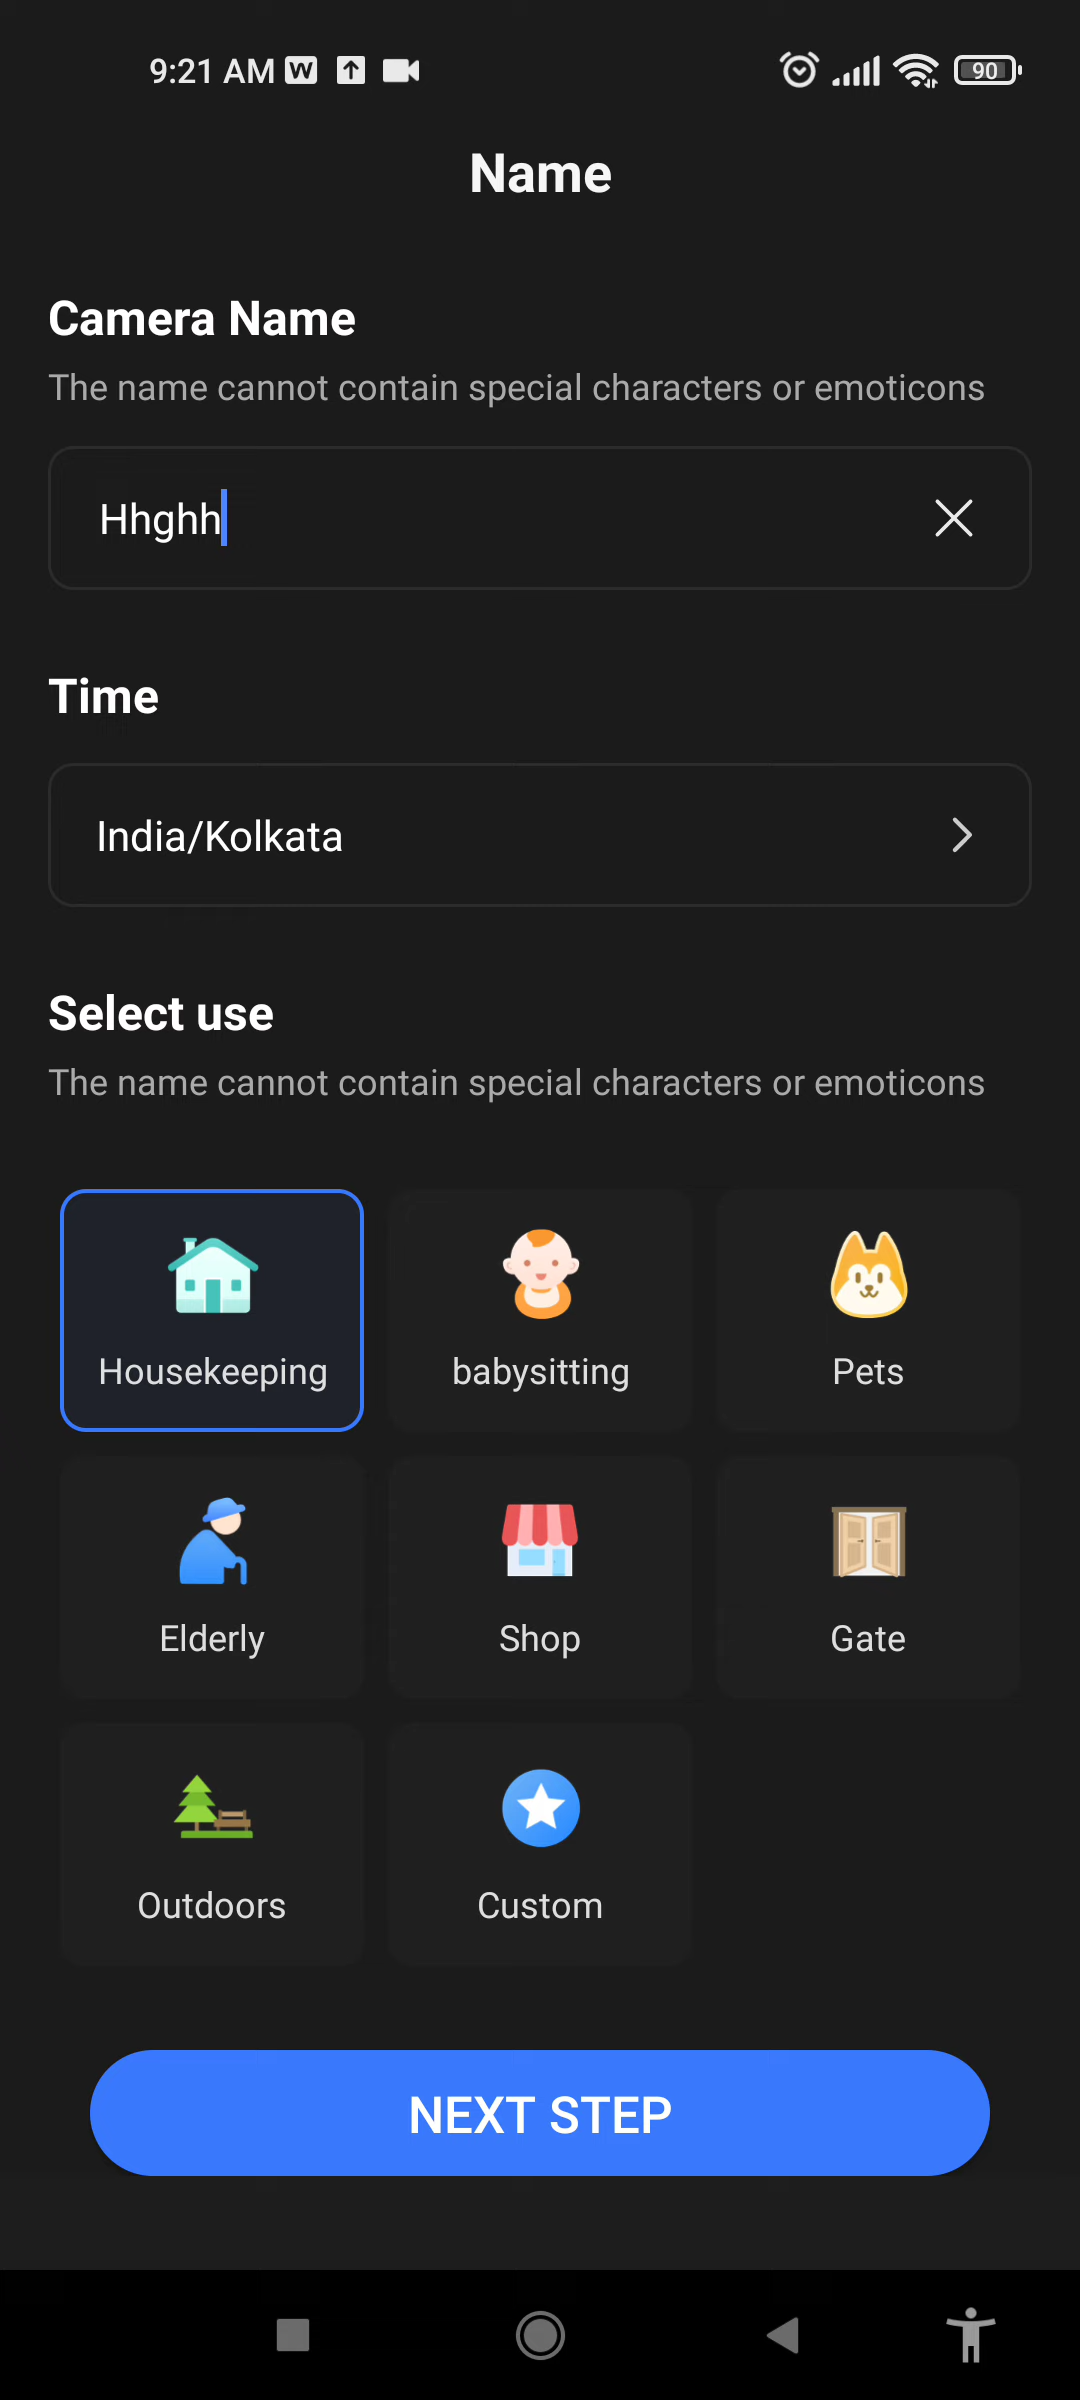 9:21 AM
90
Name
Camera Name
The name cannot contain special characters or emoticons
Hhghh
Time
India/Kolkata
Select use
The name cannot contain special characters or emoticons
Housekeeping
babysitting
Pets
Elderly
Shop
Gate
Outdoors
Custom
NEXT STEP